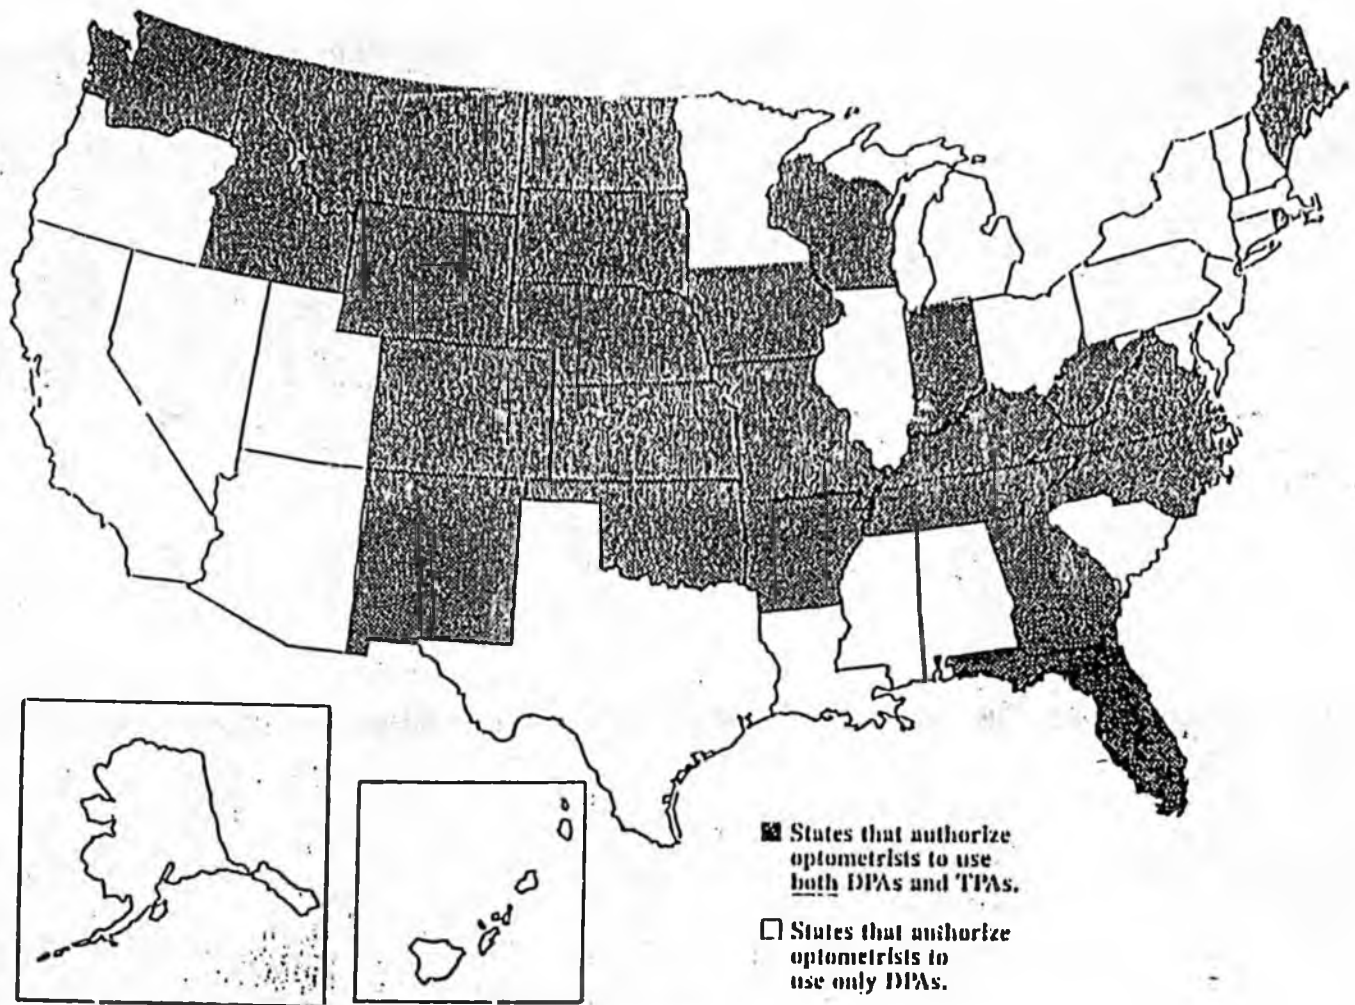 States that authorize
optometrists to use
both DPAs and TPAs.
States that authorize
optometrists to
use only DPAs.